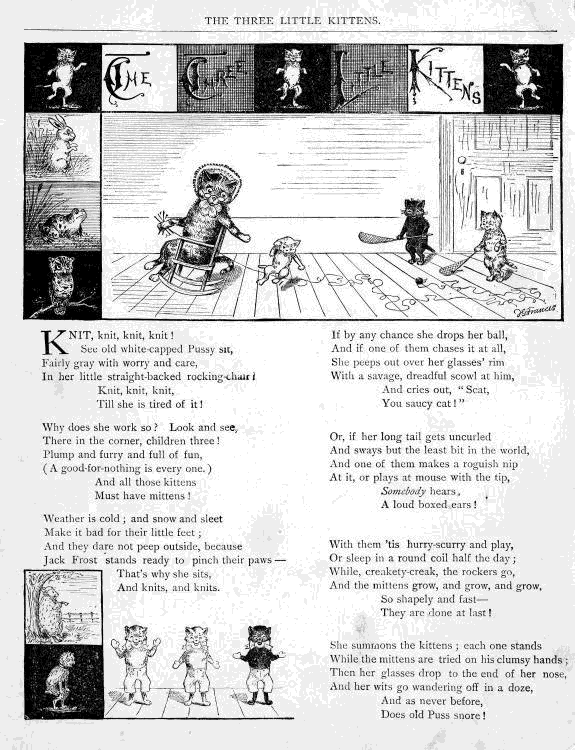 THE THREE LITTLE KITTENS.
THE THREE LITTLE KITTENS
J G Francis
KNIT, knit, knit, knit!
See old white-capped Pussy sit,
Fairly gray with worry and care,
In her little straight-backed rocking-chair!
Knit, knit, knit,
Till she is tired of it!
Why does she work so? Look and see,
There in the corner, children three!
Plump and furry and full of fun,
(A good-for-nothing is every one.)
And all those kittens
Must have mittens!
Weather is cold; and snow and sleet
Make it bad for their little feet;
And they dare not peep outside, because
Jack Frost stands ready to pinch their paws—
That's why she sits,
And knits, and knits.
If by any chance she drops her ball,
And if one of them chases it at all,
She peeps out over her glasses' rim
With a savage, dreadful scowl at him,
And cries out, "Scat,
You saucy cat!"
Or, if her long tail gets uncurled
And sways but the least bit in the world,
And one of them makes a roguish nip
At it, or plays at mouse with the tip,
Somebody hears,
A loud boxed ears!
With them 'tis hurry-scurry and play,
Or sleep in a round coil half the day;
While, creakety-creak, the rockers go,
And the mittens grow, and grow, and grow,
So shapely and fast—
They are done at last!
She summons the kittens; each one stands
While the mittens are tried on his clumsy hands;
Then her glasses drop to the end of her nose,
And her wits go wandering off in a doze,
And as never before,
Does old Puss snore!